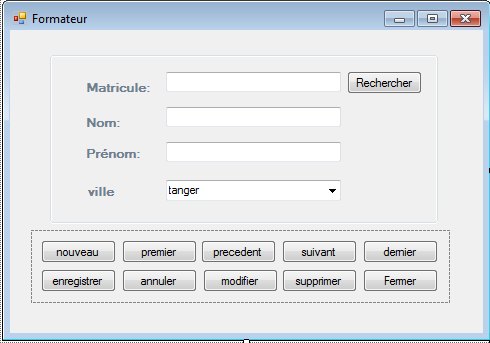 Formateur
Matricule: Rechercher
Nom:
Prénom:
ville tanger
nouveau premier precedent suivant dernier
enregistrer annuler modifier supprimer Fermer